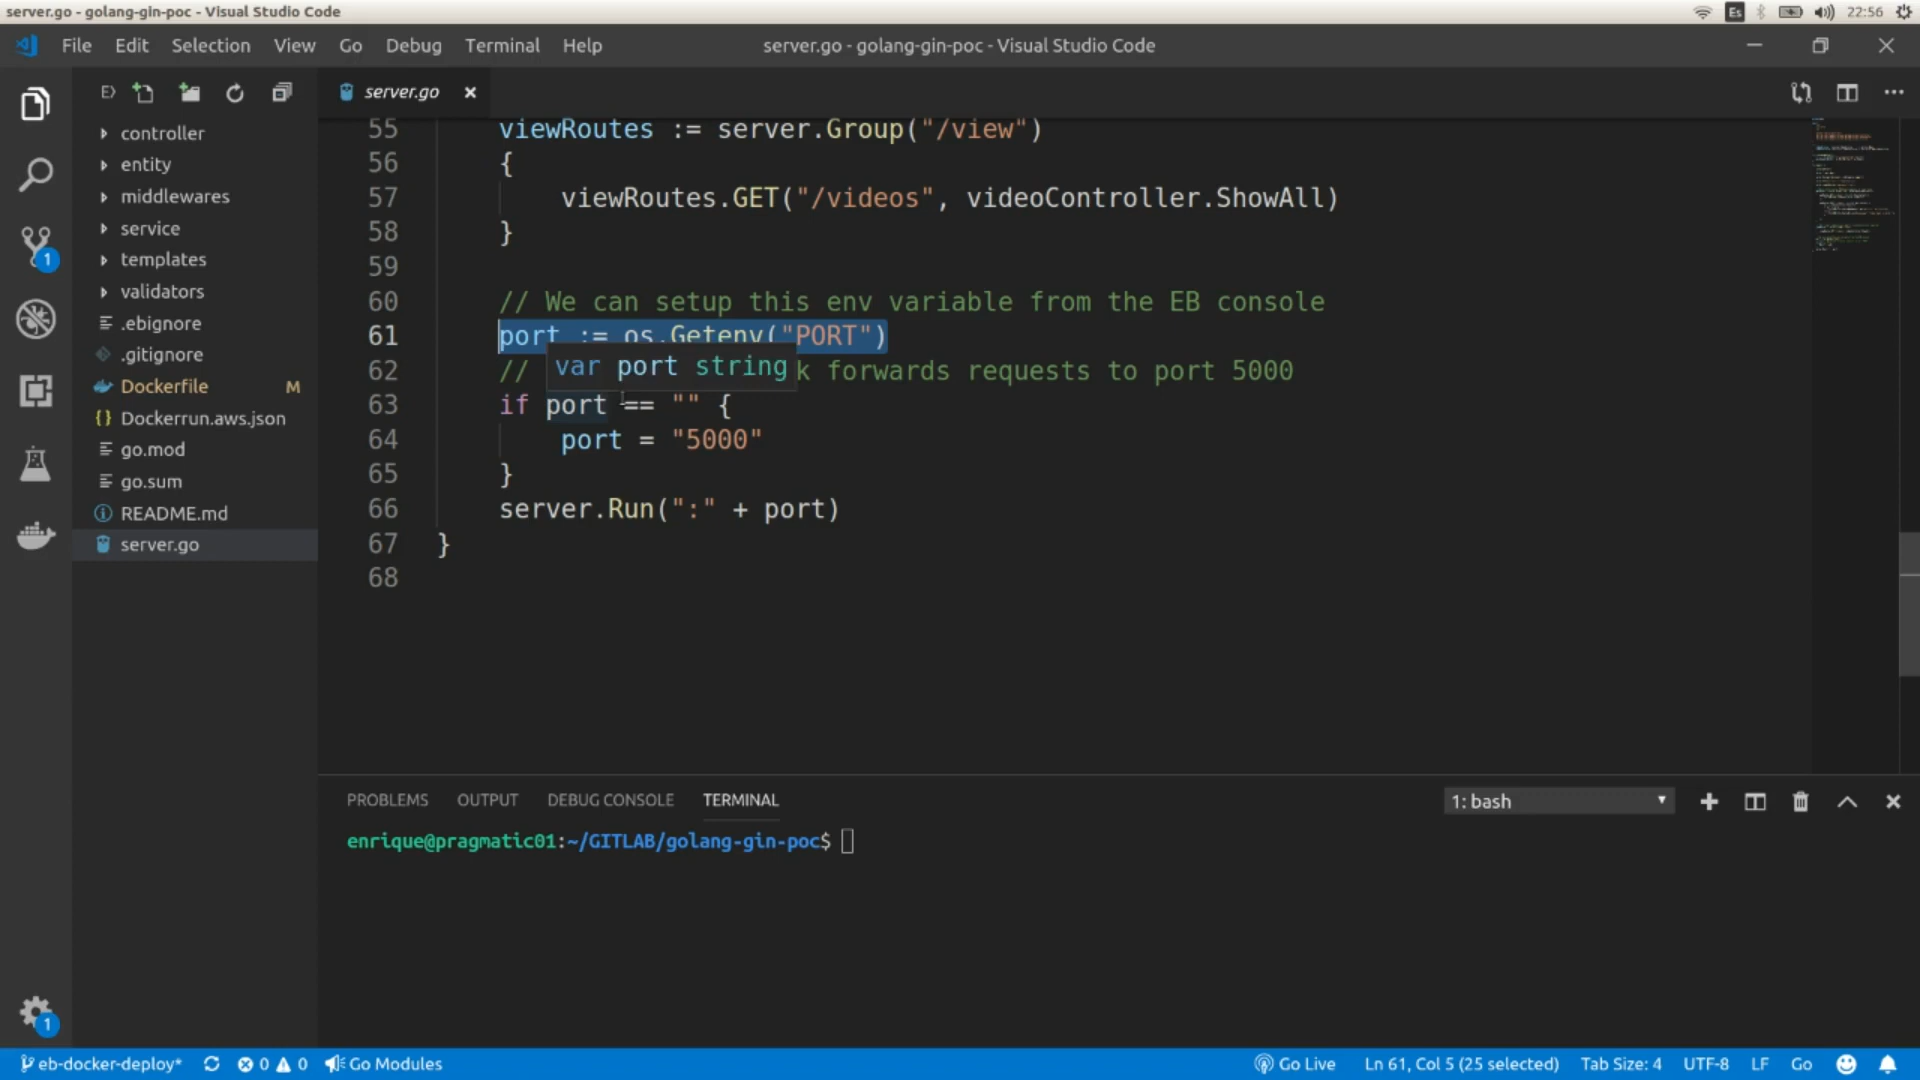 server.go - golang-gin-poc - Visual Studio Code
Es
22:56
File Edit Selection View Go Debug Terminal Help
server.go - golang-gin-poc - Visual Studio Code
server.go
controller
entity
middlewares
service
templates
validators
.ebignore
.gitignore
Dockerfile M
Dockerrun.aws.json
go.mod
go.sum
README.md
server.go
55 viewRoutes := server.Group("/view")
56 {
57 viewRoutes.GET("/videos", videoController.ShowAll)
58 }
59
60 // We can setup this env variable from the EB console
61 port := os.Getenv("PORT")
62 // k forwards requests to port 5000
var port string
63 if port == "" {
64 port = "5000"
65 }
66 server.Run(":" + port)
67 }
68
1
1
PROBLEMS OUTPUT DEBUG CONSOLE TERMINAL
1: bash
enrique@pragmatic01:~/GITLAB/golang-gin-poc$
eb-docker-deploy* 0 0 Go Modules
Go Live Ln 61, Col 5 (25 selected) Tab Size: 4 UTF-8 LF Go